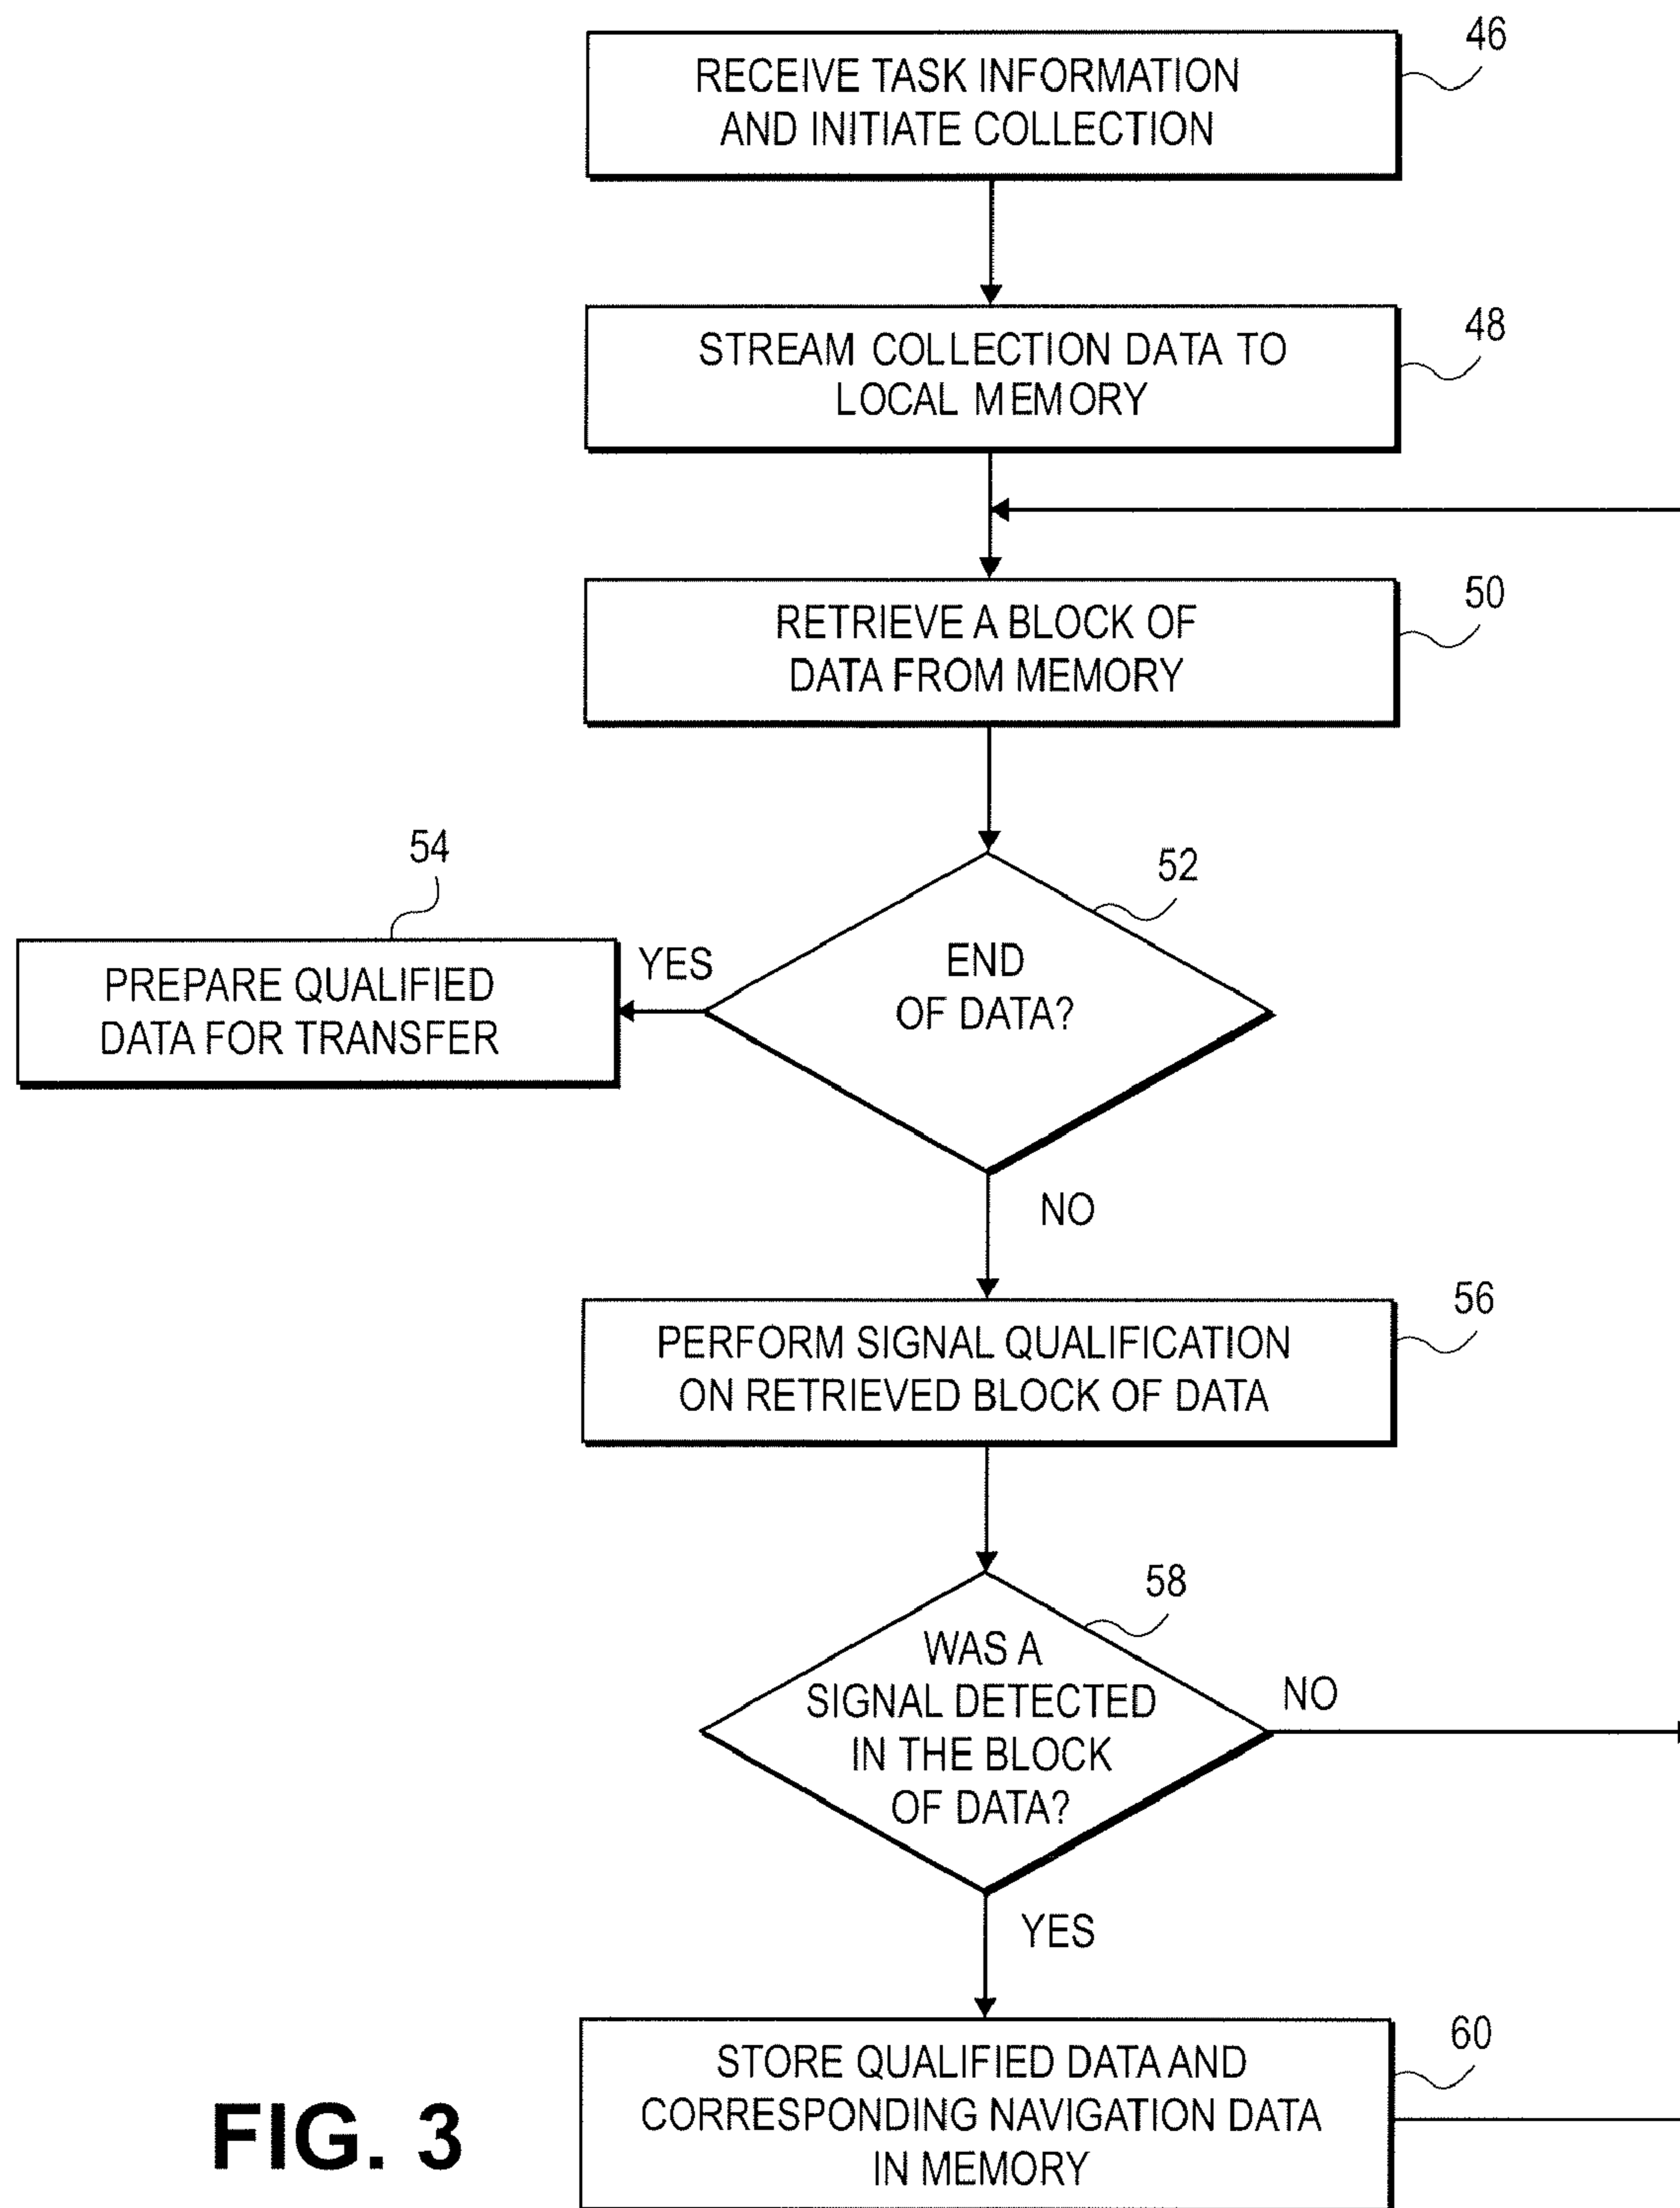 46
RECEIVE TASK INFORMATION
AND INITIATE COLLECTION
48
STREAM COLLECTION DATA TO
LOCAL MEMORY
50
RETRIEVE A BLOCK OF
DATA FROM MEMORY
52
END
OF DATA?
YES
54
PREPARE QUALIFIED
DATA FOR TRANSFER
NO
56
PERFORM SIGNAL QUALIFICATION
ON RETRIEVED BLOCK OF DATA
58
WAS A
SIGNAL DETECTED
IN THE BLOCK
OF DATA?
NO
YES
60
STORE QUALIFIED DATA AND
CORRESPONDING NAVIGATION DATA
IN MEMORY
FIG. 3